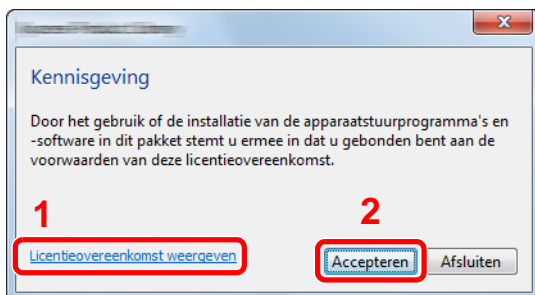 Kennisgeving
Door het gebruik of de installatie van de apparaatstuurprogramma's en
-software in dit pakket stemt u ermee in dat u gebonden bent aan de
voorwaarden van deze licentieovereenkomst.
1
2
Licentieovereenkomst weergeven
Accepteren Afsluiten